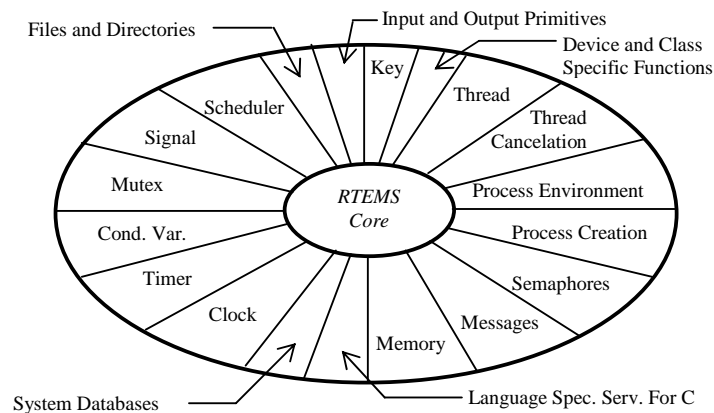 Input and Output Primitives
Files and Directories
Device and Class
Specific Functions
Key
Thread
Scheduler
Thread
Cancelation
Signal
Mutex
RTEMS
Core
Process Environment
Cond. Var.
Process Creation
Timer
Semaphores
Clock
Messages
Memory
System Databases
Language Spec. Serv. For C